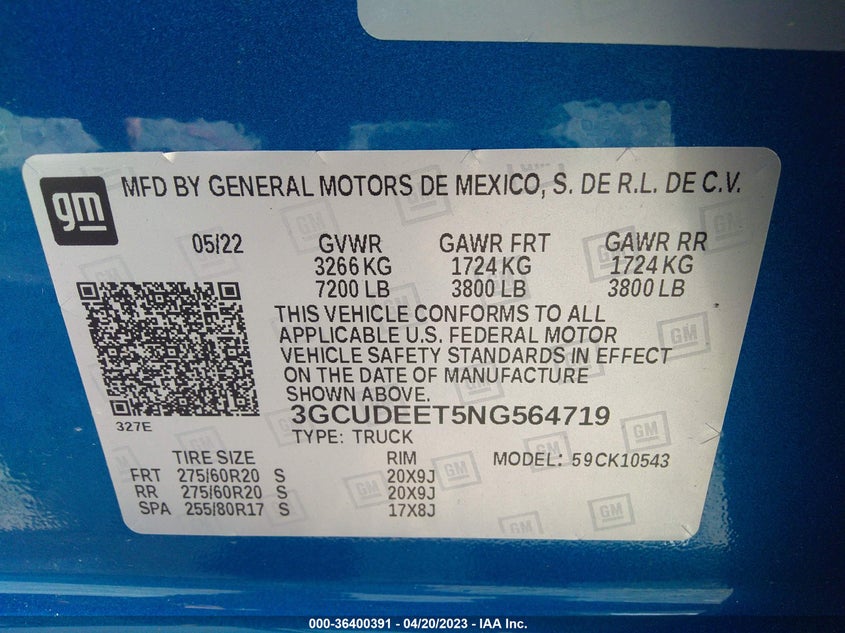 gm
MFD BY GENERAL MOTORS DE MEXICO, S. DE R.L. DE C.V.
05/22 GVWR GAWR FRT GAWR RR
3266 KG 1724 KG 1724 KG
7200 LB 3800 LB 3800 LB
THIS VEHICLE CONFORMS TO ALL
APPLICABLE U.S. FEDERAL MOTOR
VEHICLE SAFETY STANDARDS IN EFFECT
ON THE DATE OF MANUFACTURE
SHOWN ABOVE.
327E
3GCUDEET5NG564719
TYPE: TRUCK
TIRE SIZE RIM MODEL: 59CK10543
FRT 275/60R20 S 20X9J
RR 275/60R20 S 20X9J
SPA 255/80R17 S 17X8J
000-36400391 - 04/20/2023 - IAA Inc.